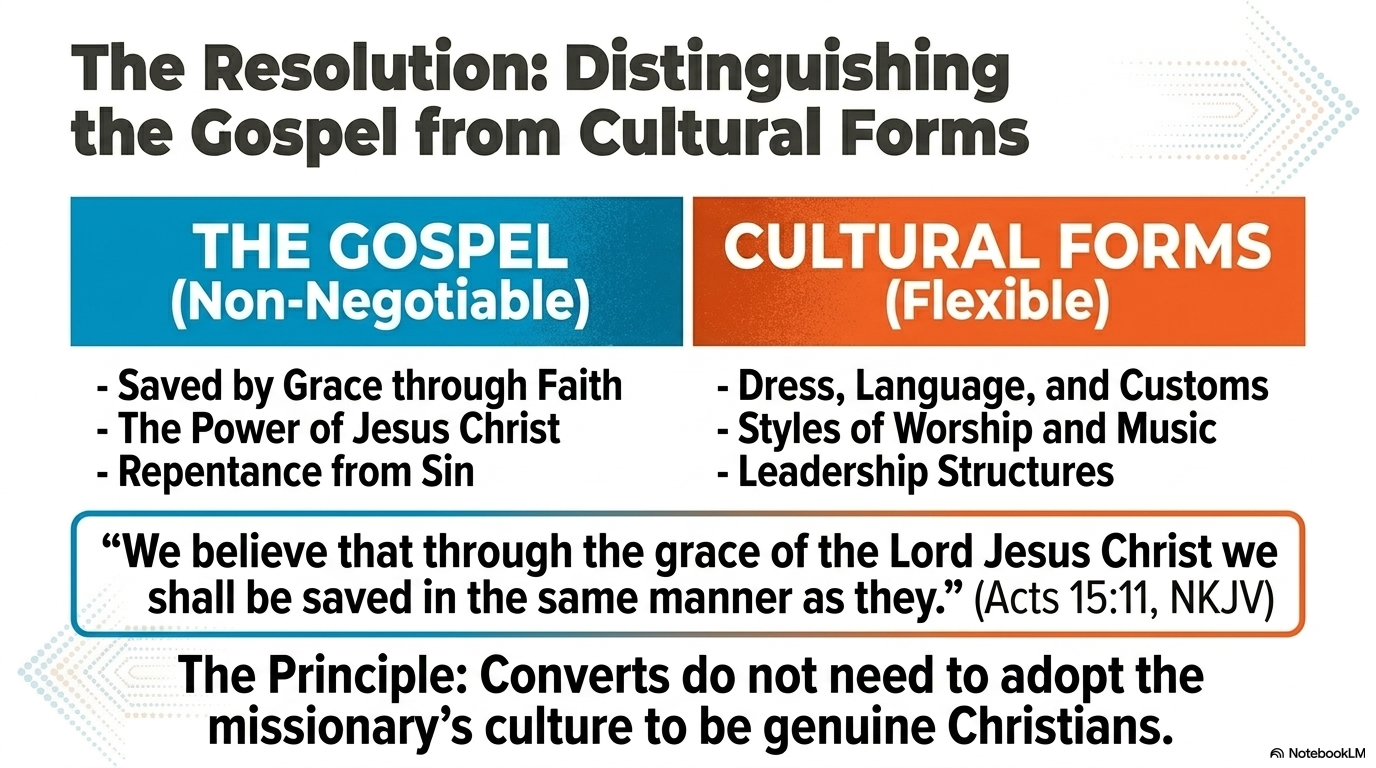 The Resolution: Distinguishing
the Gospel from Cultural Forms
THE GOSPEL
(Non-Negotiable)
- Saved by Grace through Faith
- The Power of Jesus Christ
- Repentance from Sin
CULTURAL FORMS
(Flexible)
- Dress, Language, and Customs
- Styles of Worship and Music
- Leadership Structures
“We believe that through the grace of the Lord Jesus Christ we
shall be saved in the same manner as they.” (Acts 15:11, NKJV)
The Principle: Converts do not need to adopt the
missionary’s culture to be genuine Christians.
NotebookLM